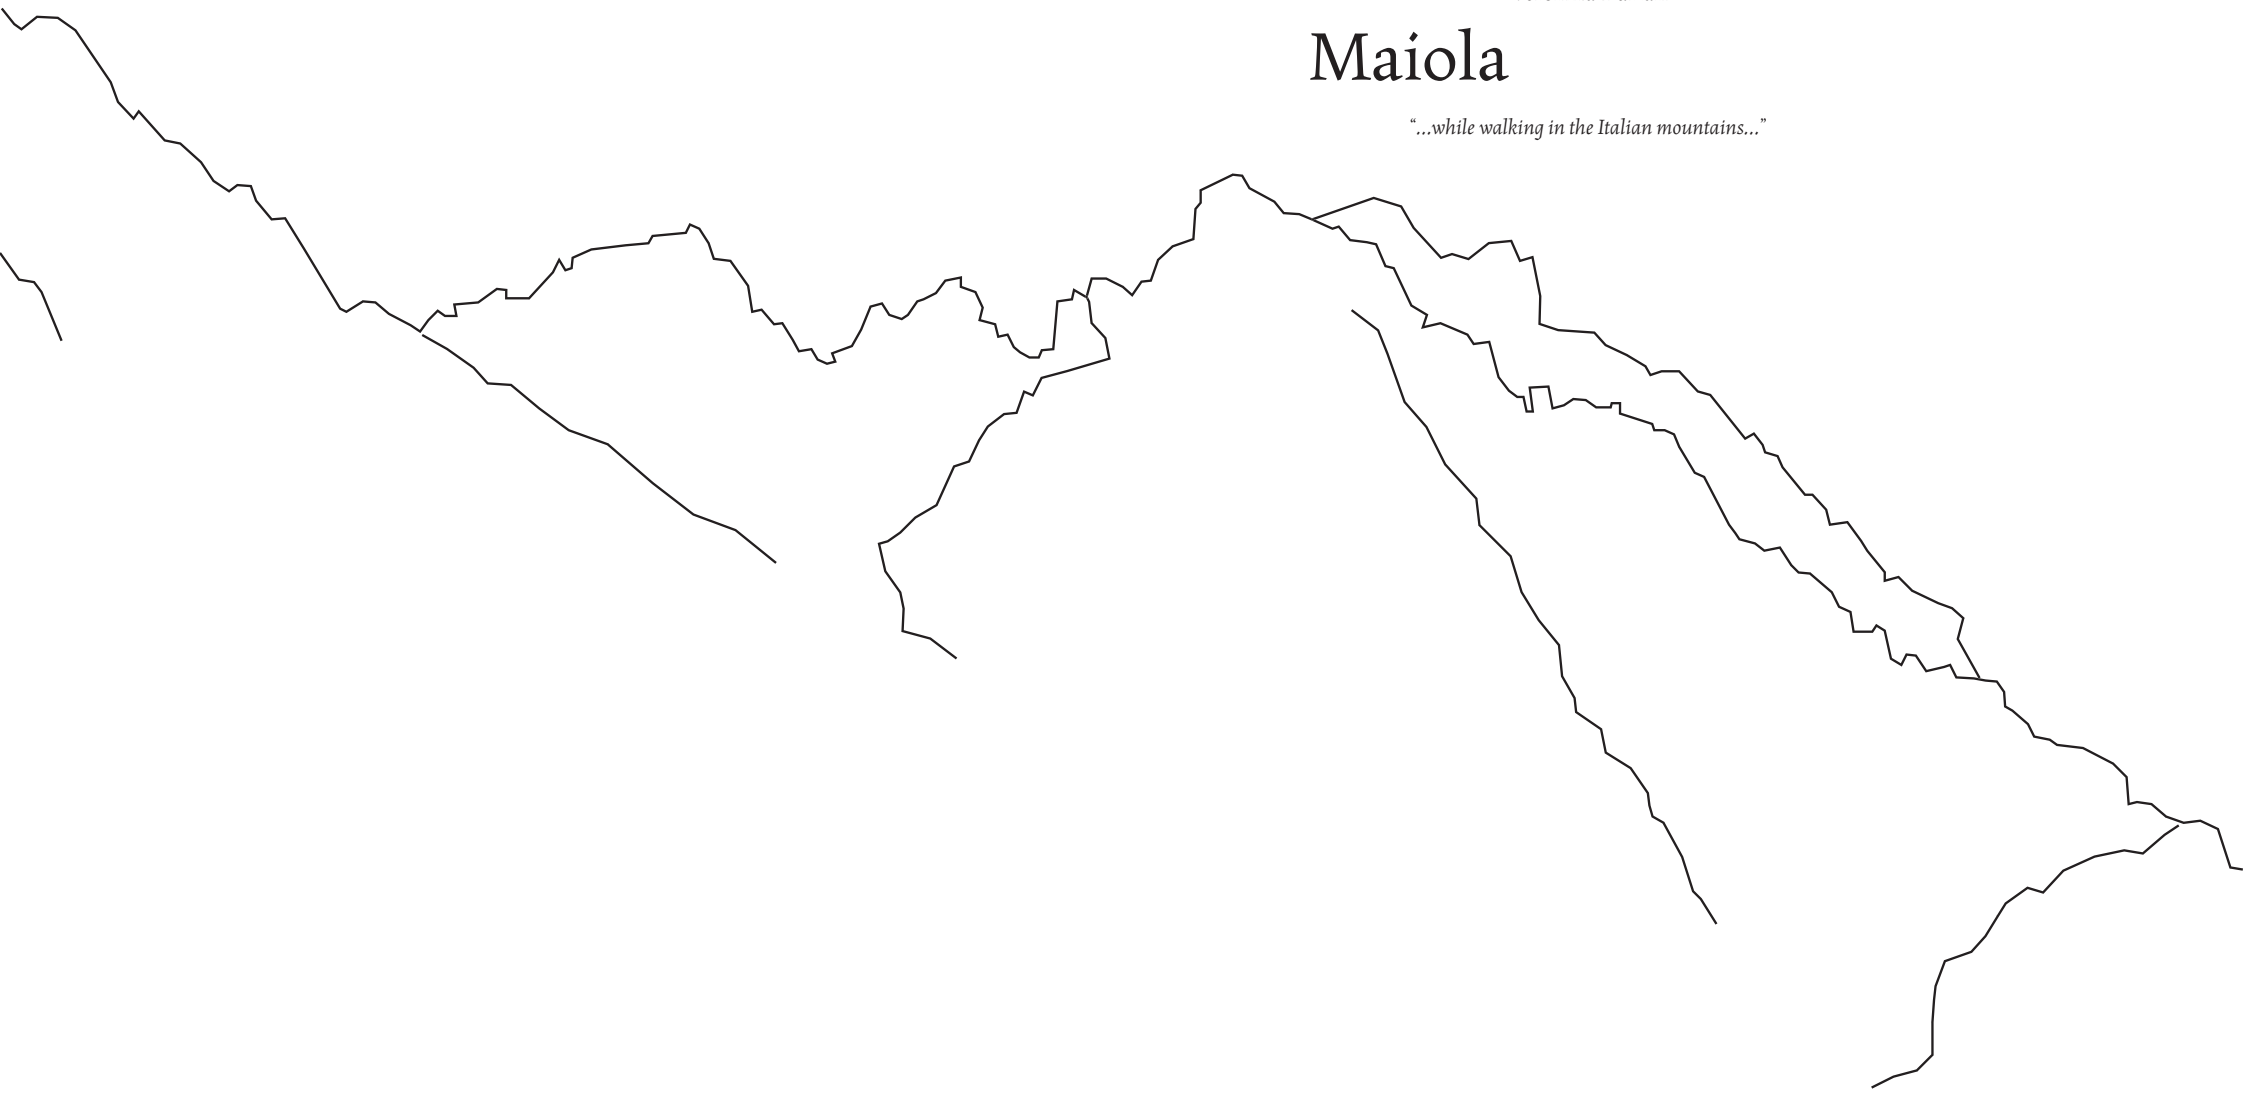 Maiola
“...while walking in the Italian mountains...”